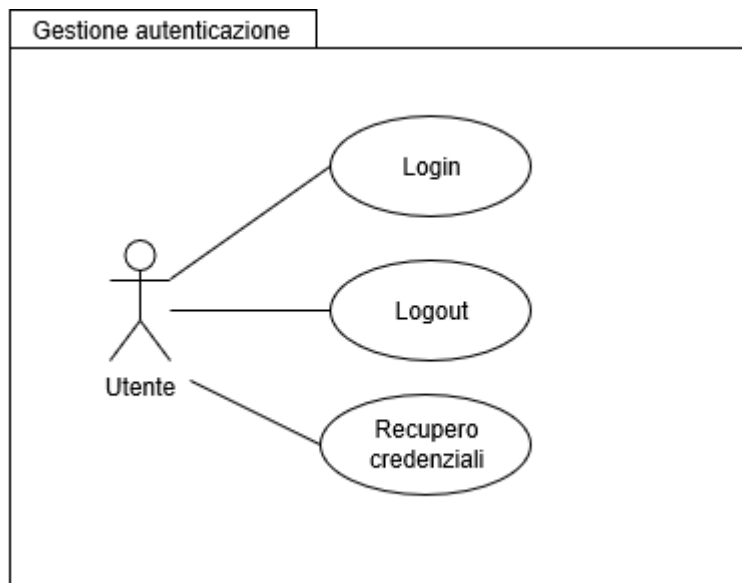 Gestione autenticazione
Login
Logout
Utente
Recupero
credenziali